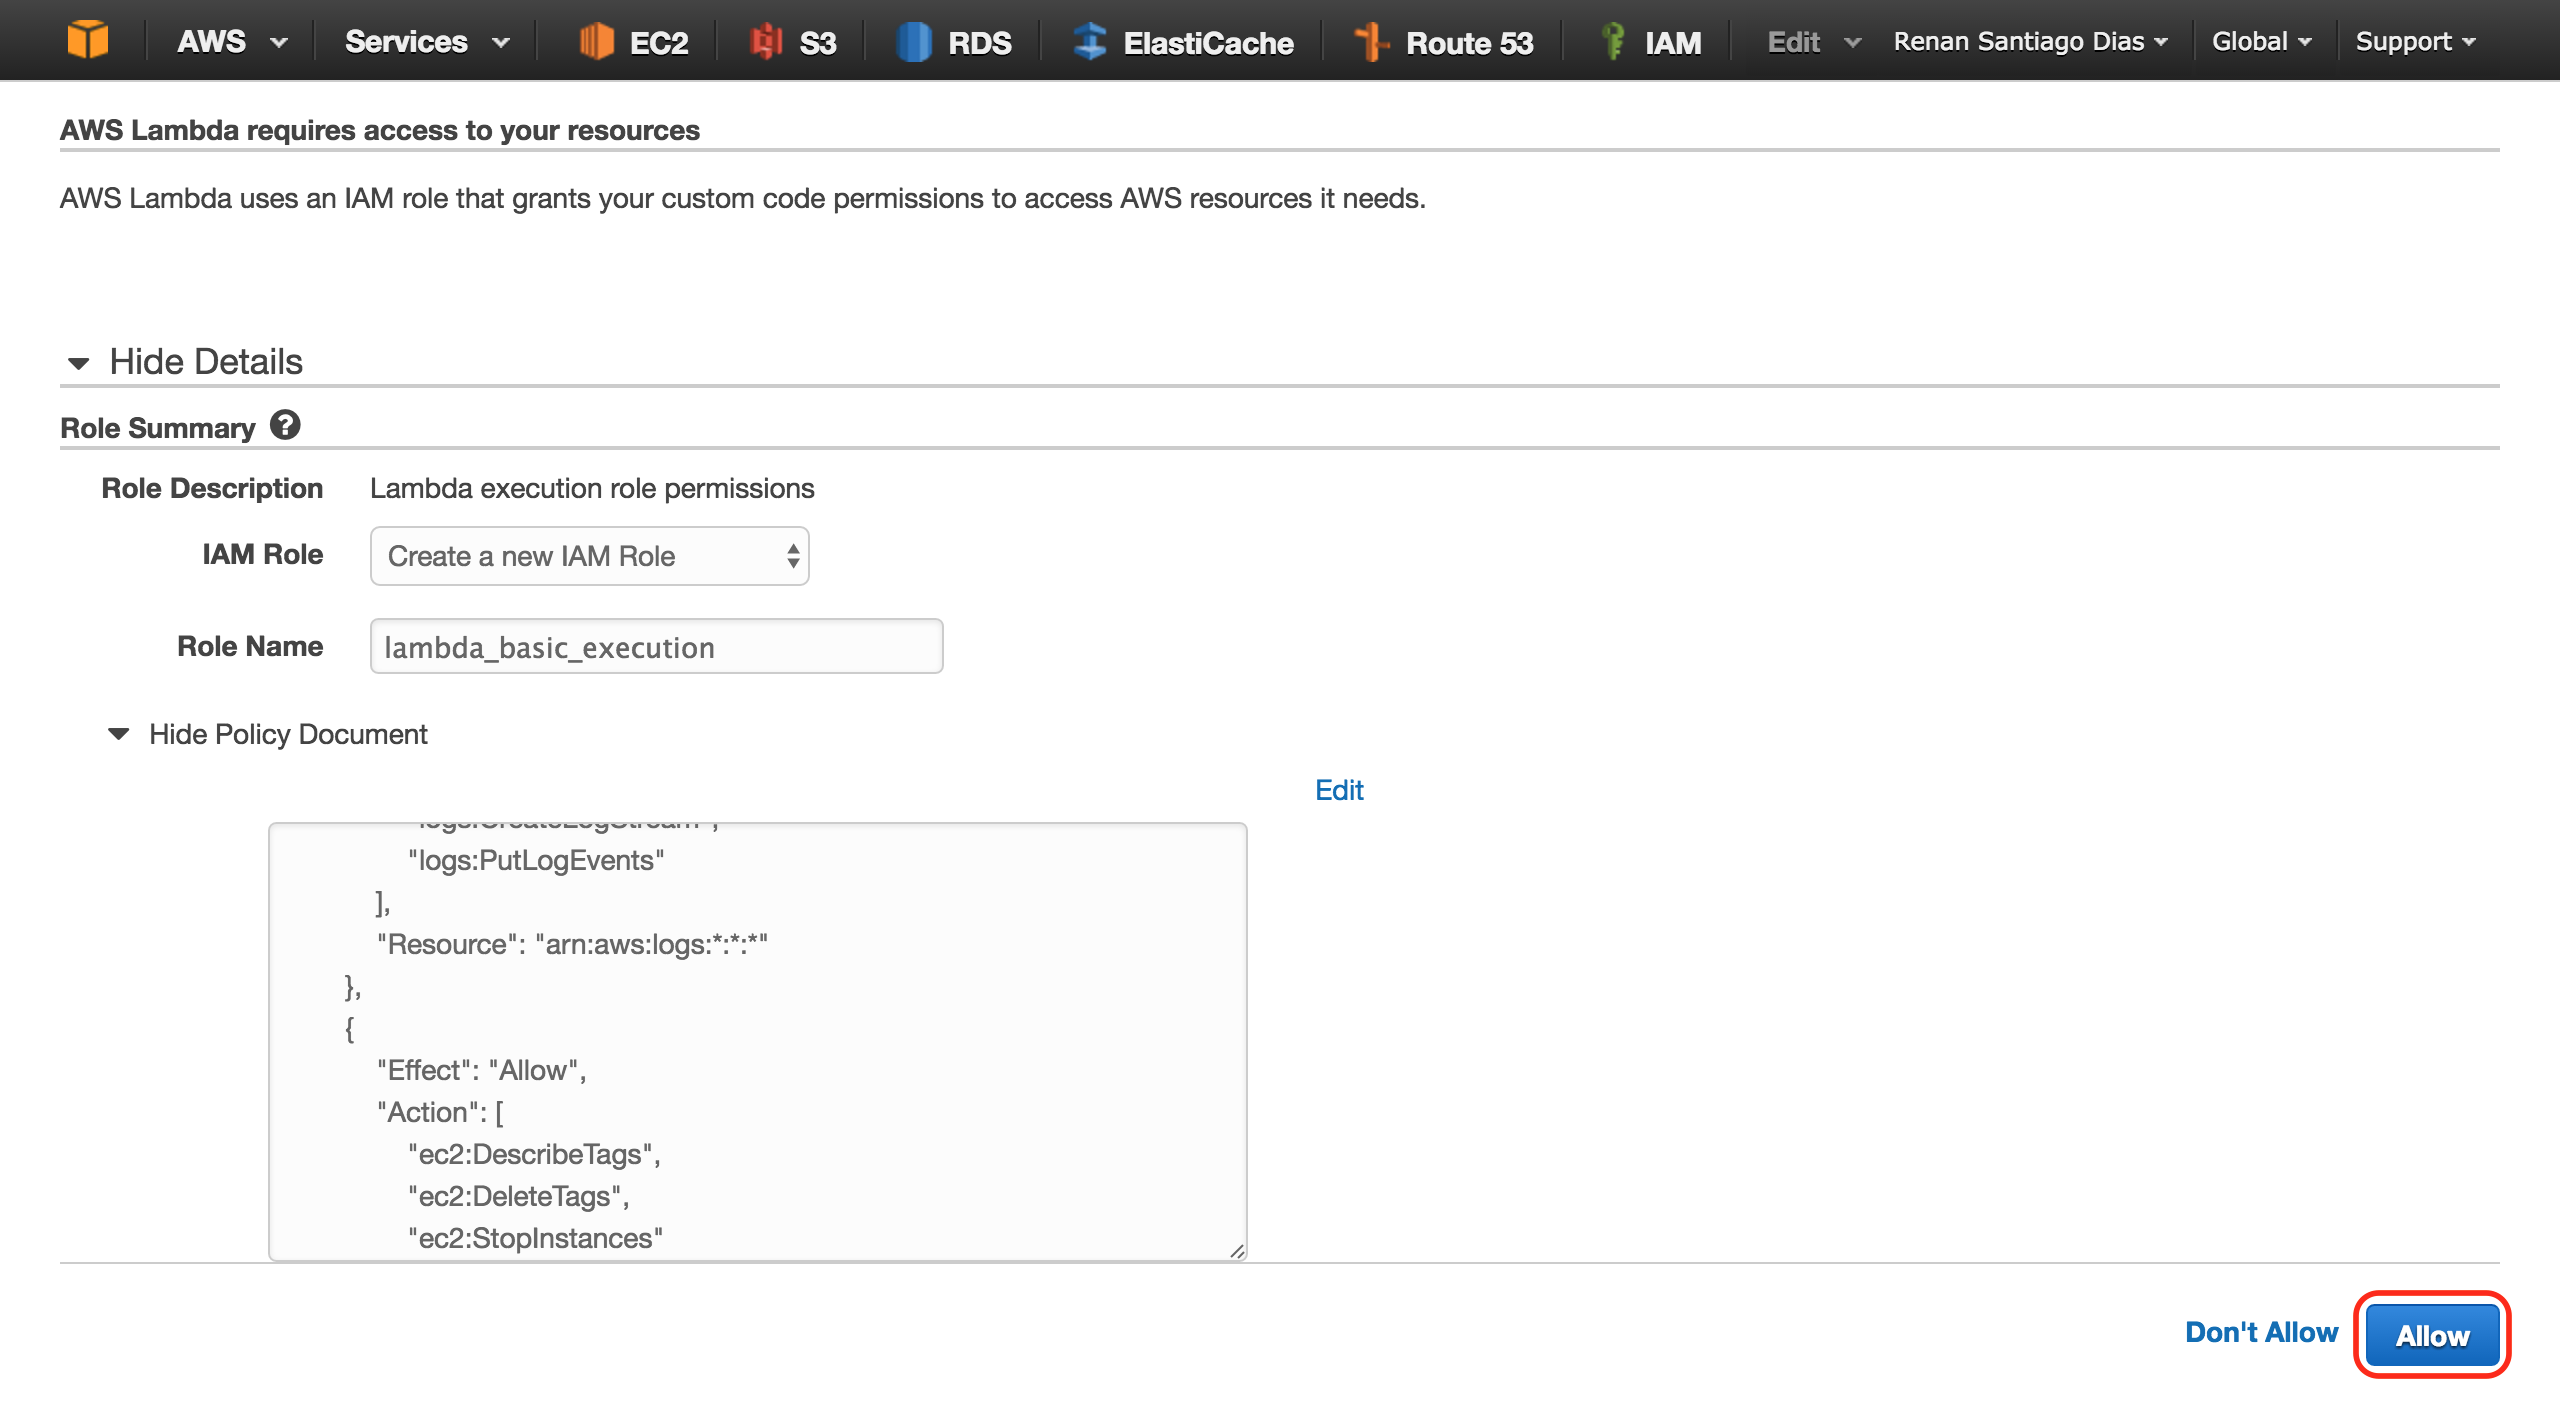 AWS Services EC2 S3 RDS ElastiCache Route 53 IAM Edit Renan Santiago Dias Global Support
AWS Lambda requires access to your resources
AWS Lambda uses an IAM role that grants your custom code permissions to access AWS resources it needs.
Hide Details
Role Summary ?
Role Description Lambda execution role permissions
IAM Role Create a new IAM Role
Role Name lambda_basic_execution
Hide Policy Document
Edit
"logs:CreateLogStream",
"logs:PutLogEvents"
],
"Resource": "arn:aws:logs:*:*:*"
},
{
"Effect": "Allow",
"Action": [
"ec2:DescribeTags",
"ec2:DeleteTags",
"ec2:StopInstances"
Don't Allow Allow